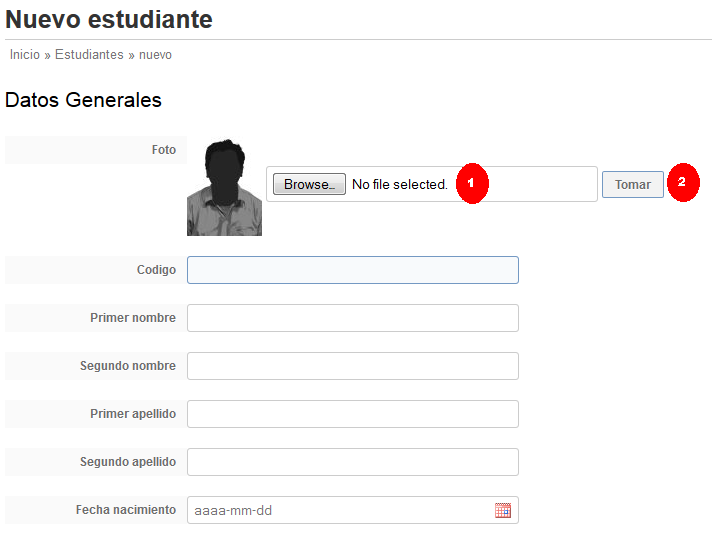 Nuevo estudiante
Inicio » Estudiantes » nuevo
Datos Generales
Foto
Browse.. No file selected. 1 Tomar 2
Codigo
Primer nombre
Segundo nombre
Primer apellido
Segundo apellido
Fecha nacimiento aaaa-mm-dd